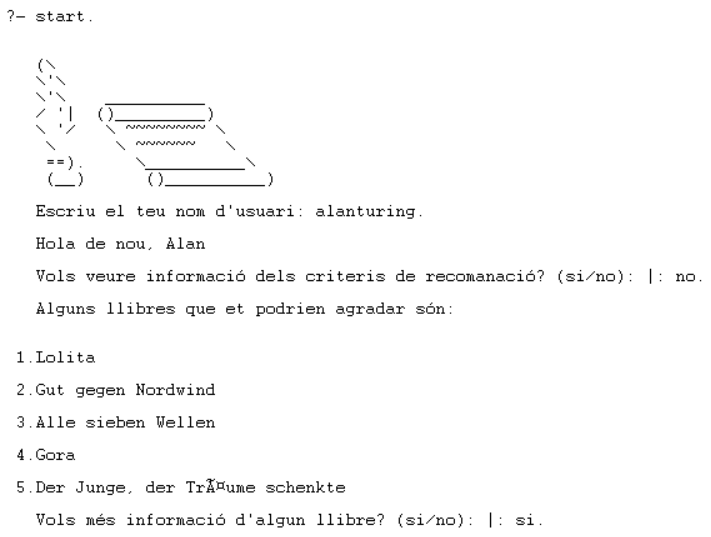 ?- start.
Escriu el teu nom d'usuari: alanturing.
Hola de nou, Alan
Vols veure informació dels criteris de recomanació? (si/no): |: no.
Alguns llibres que et podrien agradar són:
1.Lolita
2.Gut gegen Nordwind
3.Alle sieben Wellen
4.Gora
5.Der Junge, der TrÃ¤ume schenkte
Vols més informació d'algun llibre? (si/no): |: si.